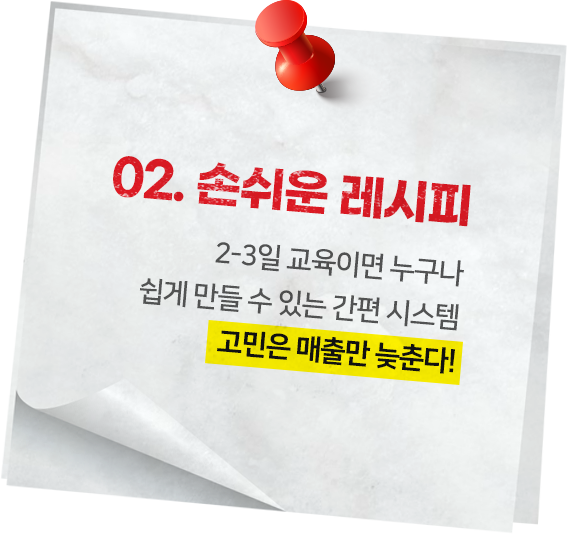 02. 손쉬운 레시피
2-3일 교육이면 누구나
쉽게 만들 수 있는 간편 시스템
고민은 매출만 늦춘다!